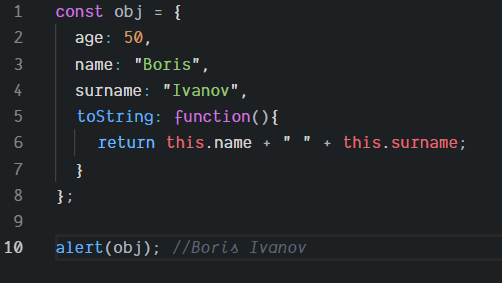 1 const obj = {
2 age: 50,
3 name: "Boris",
4 surname: "Ivanov",
5 toString: function(){
6 return this.name + " " + this.surname;
7 }
8 };
9
10 alert(obj); //Boris Ivanov